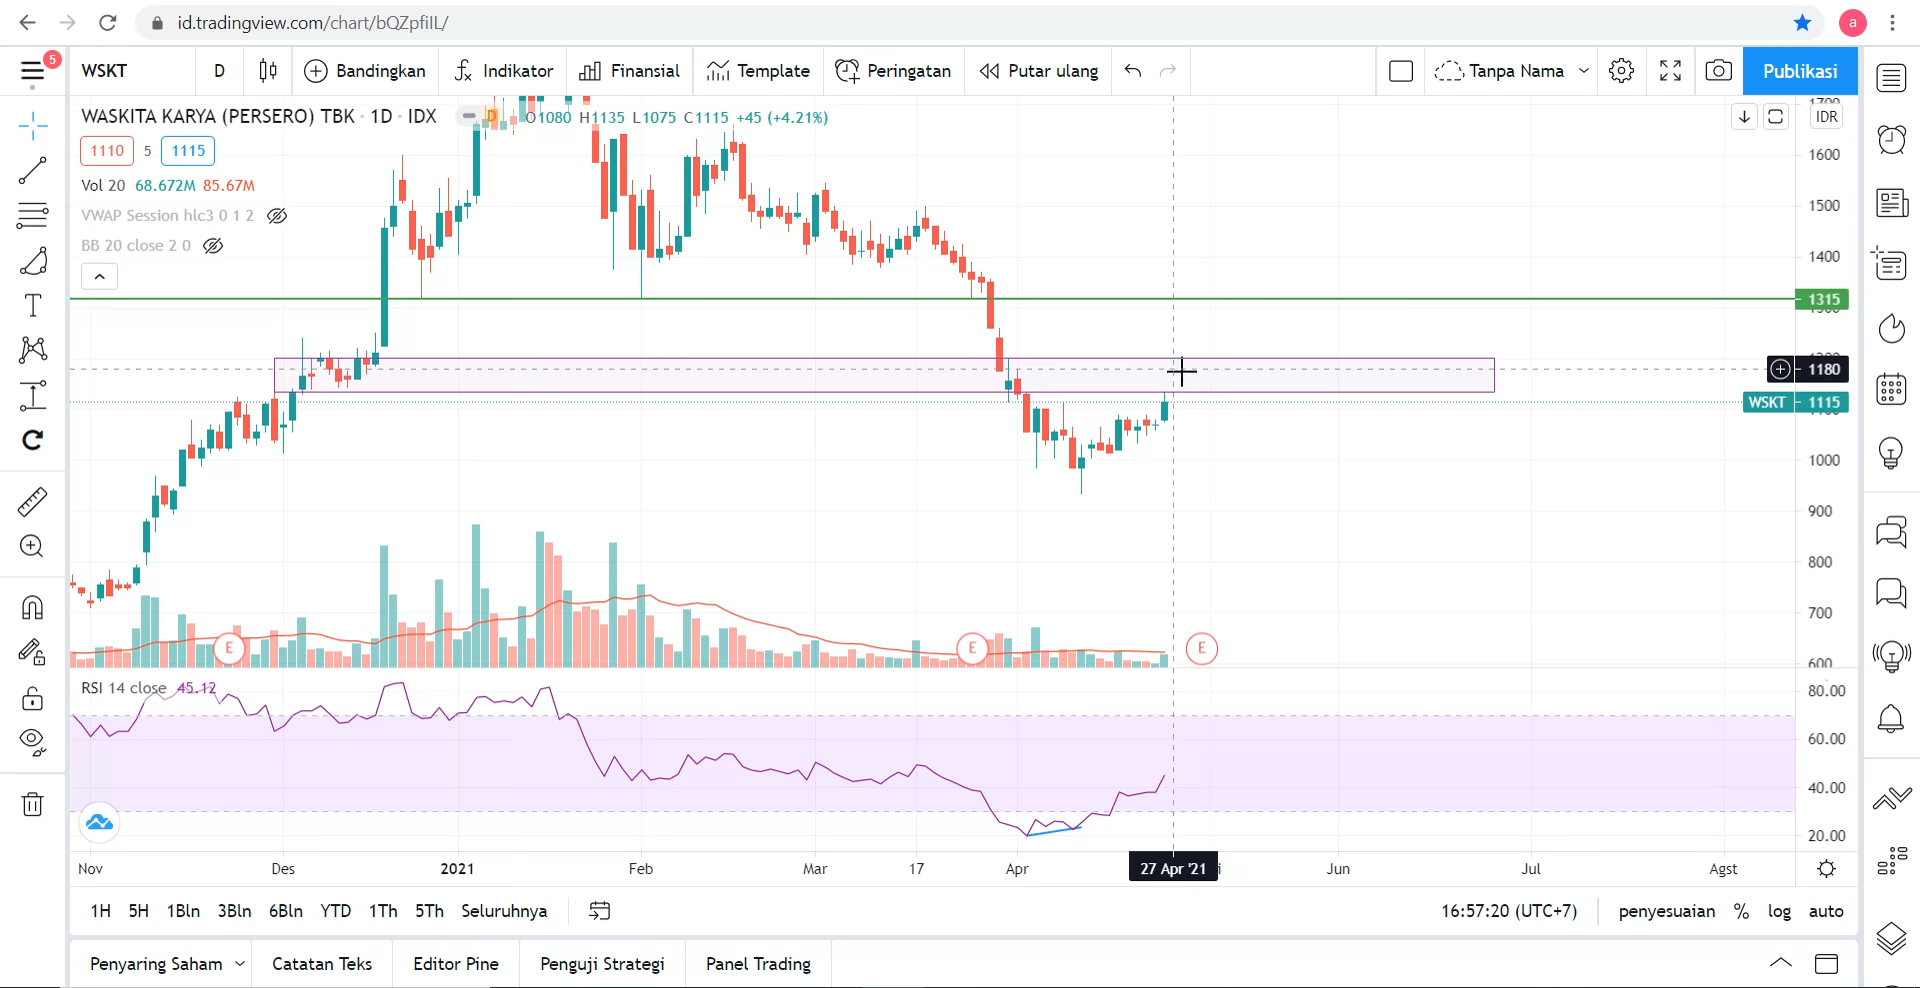 id.tradingview.com/chart/bQZpfiIL/
a
5
WSKT
D
Bandingkan
Indikator
Finansial
Template
Peringatan
Putar ulang
Tanpa Nama
Publikasi
WASKITA KARYA (PERSERO) TBK · 1D · IDX
D
O1080 H1135 L1075 C1115 +45 (+4.21%)
IDR
1110
5
1115
Vol 20 68.672M 85.67M
VWAP Session hlc3 0 1 2
BB 20 close 2 0
1700
1600
1500
1400
1315
1300
1200
1180
WSKT 1115
1100
1000
900
800
700
600
E
E
E
RSI 14 close 45.12
80.00
60.00
40.00
20.00
Nov
Des
2021
Feb
Mar
17
Apr
27 Apr '21
Jun
Jul
Agst
1H
5H
1Bln
3Bln
6Bln
YTD
1Th
5Th
Seluruhnya
16:57:20 (UTC+7)
penyesuaian
%
log
auto
Penyaring Saham
Catatan Teks
Editor Pine
Penguji Strategi
Panel Trading